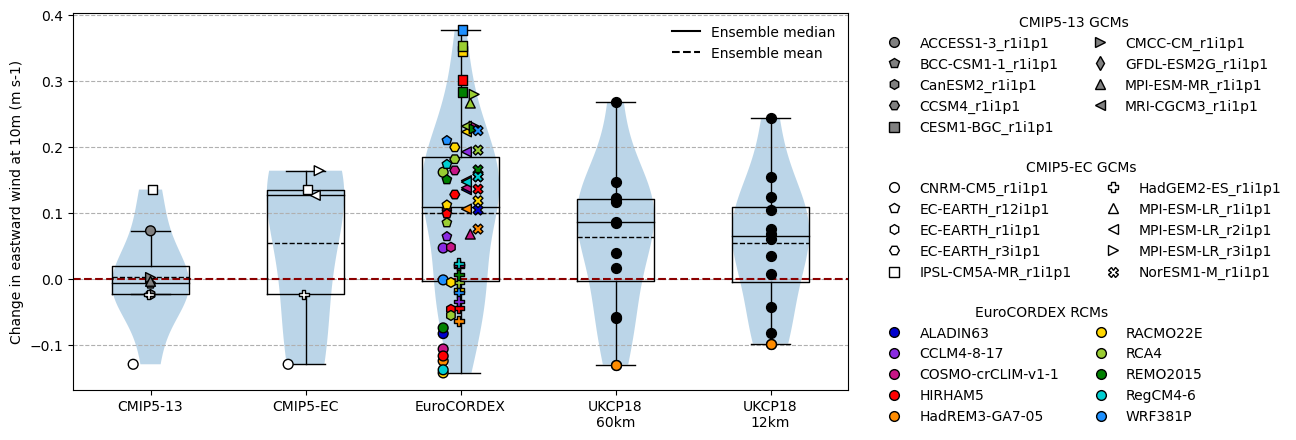 Change in eastward wind at 10m (m s-1)
0.4
0.3
0.2
0.1
0.0
−0.1
Ensemble median
Ensemble mean
CMIP5-13
CMIP5-EC
EuroCORDEX
UKCP18
60km
UKCP18
12km
CMIP5-13 GCMs
ACCESS1-3_r1i1p1
BCC-CSM1-1_r1i1p1
CanESM2_r1i1p1
CCSM4_r1i1p1
CESM1-BGC_r1i1p1
CMCC-CM_r1i1p1
GFDL-ESM2G_r1i1p1
MPI-ESM-MR_r1i1p1
MRI-CGCM3_r1i1p1
CMIP5-EC GCMs
CNRM-CM5_r1i1p1
EC-EARTH_r12i1p1
EC-EARTH_r1i1p1
EC-EARTH_r3i1p1
IPSL-CM5A-MR_r1i1p1
HadGEM2-ES_r1i1p1
MPI-ESM-LR_r1i1p1
MPI-ESM-LR_r2i1p1
MPI-ESM-LR_r3i1p1
NorESM1-M_r1i1p1
EuroCORDEX RCMs
ALADIN63
CCLM4-8-17
COSMO-crCLIM-v1-1
HIRHAM5
HadREM3-GA7-05
RACMO22E
RCA4
REMO2015
RegCM4-6
WRF381P